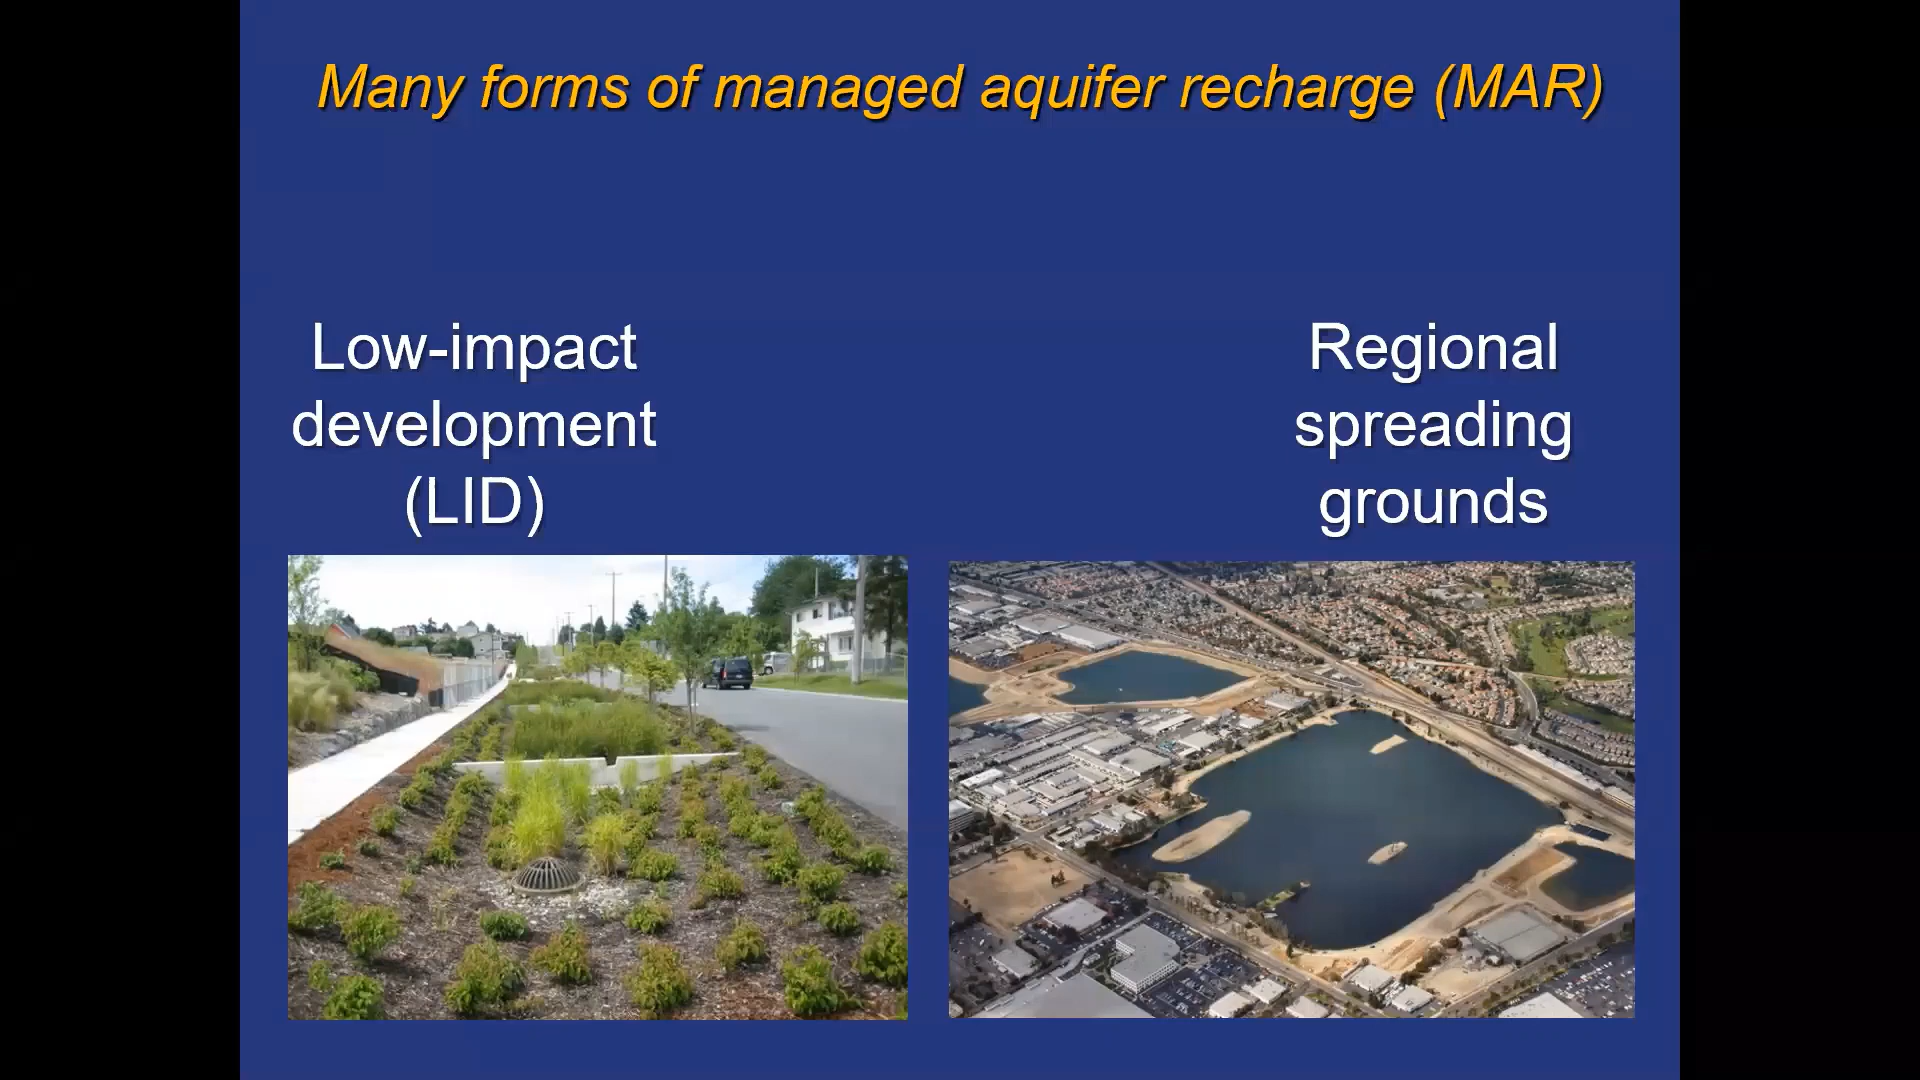 Many forms of managed aquifer recharge (MAR)
Low-impact
development
(LID)
Regional
spreading
grounds